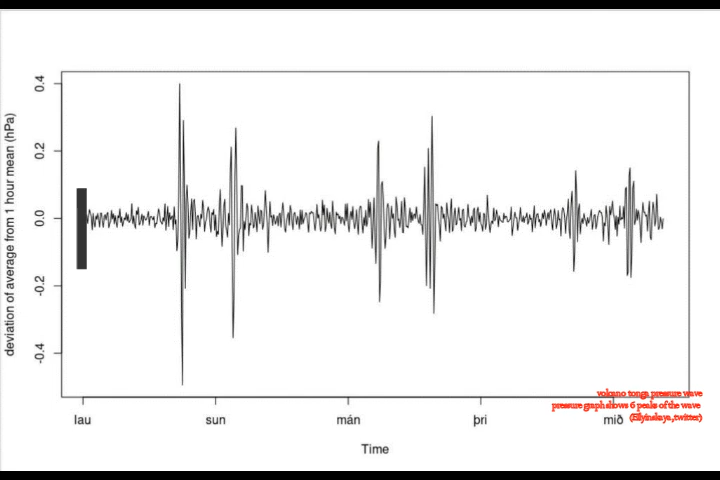 deviation of average from 1 hour mean (hPa)
0.4
0.2
0.0
-0.2
-0.4
lau
sun
mán
þri
mið
Time
volcano tonga pressure wave
pressure graph shows 6 peaks of the wave